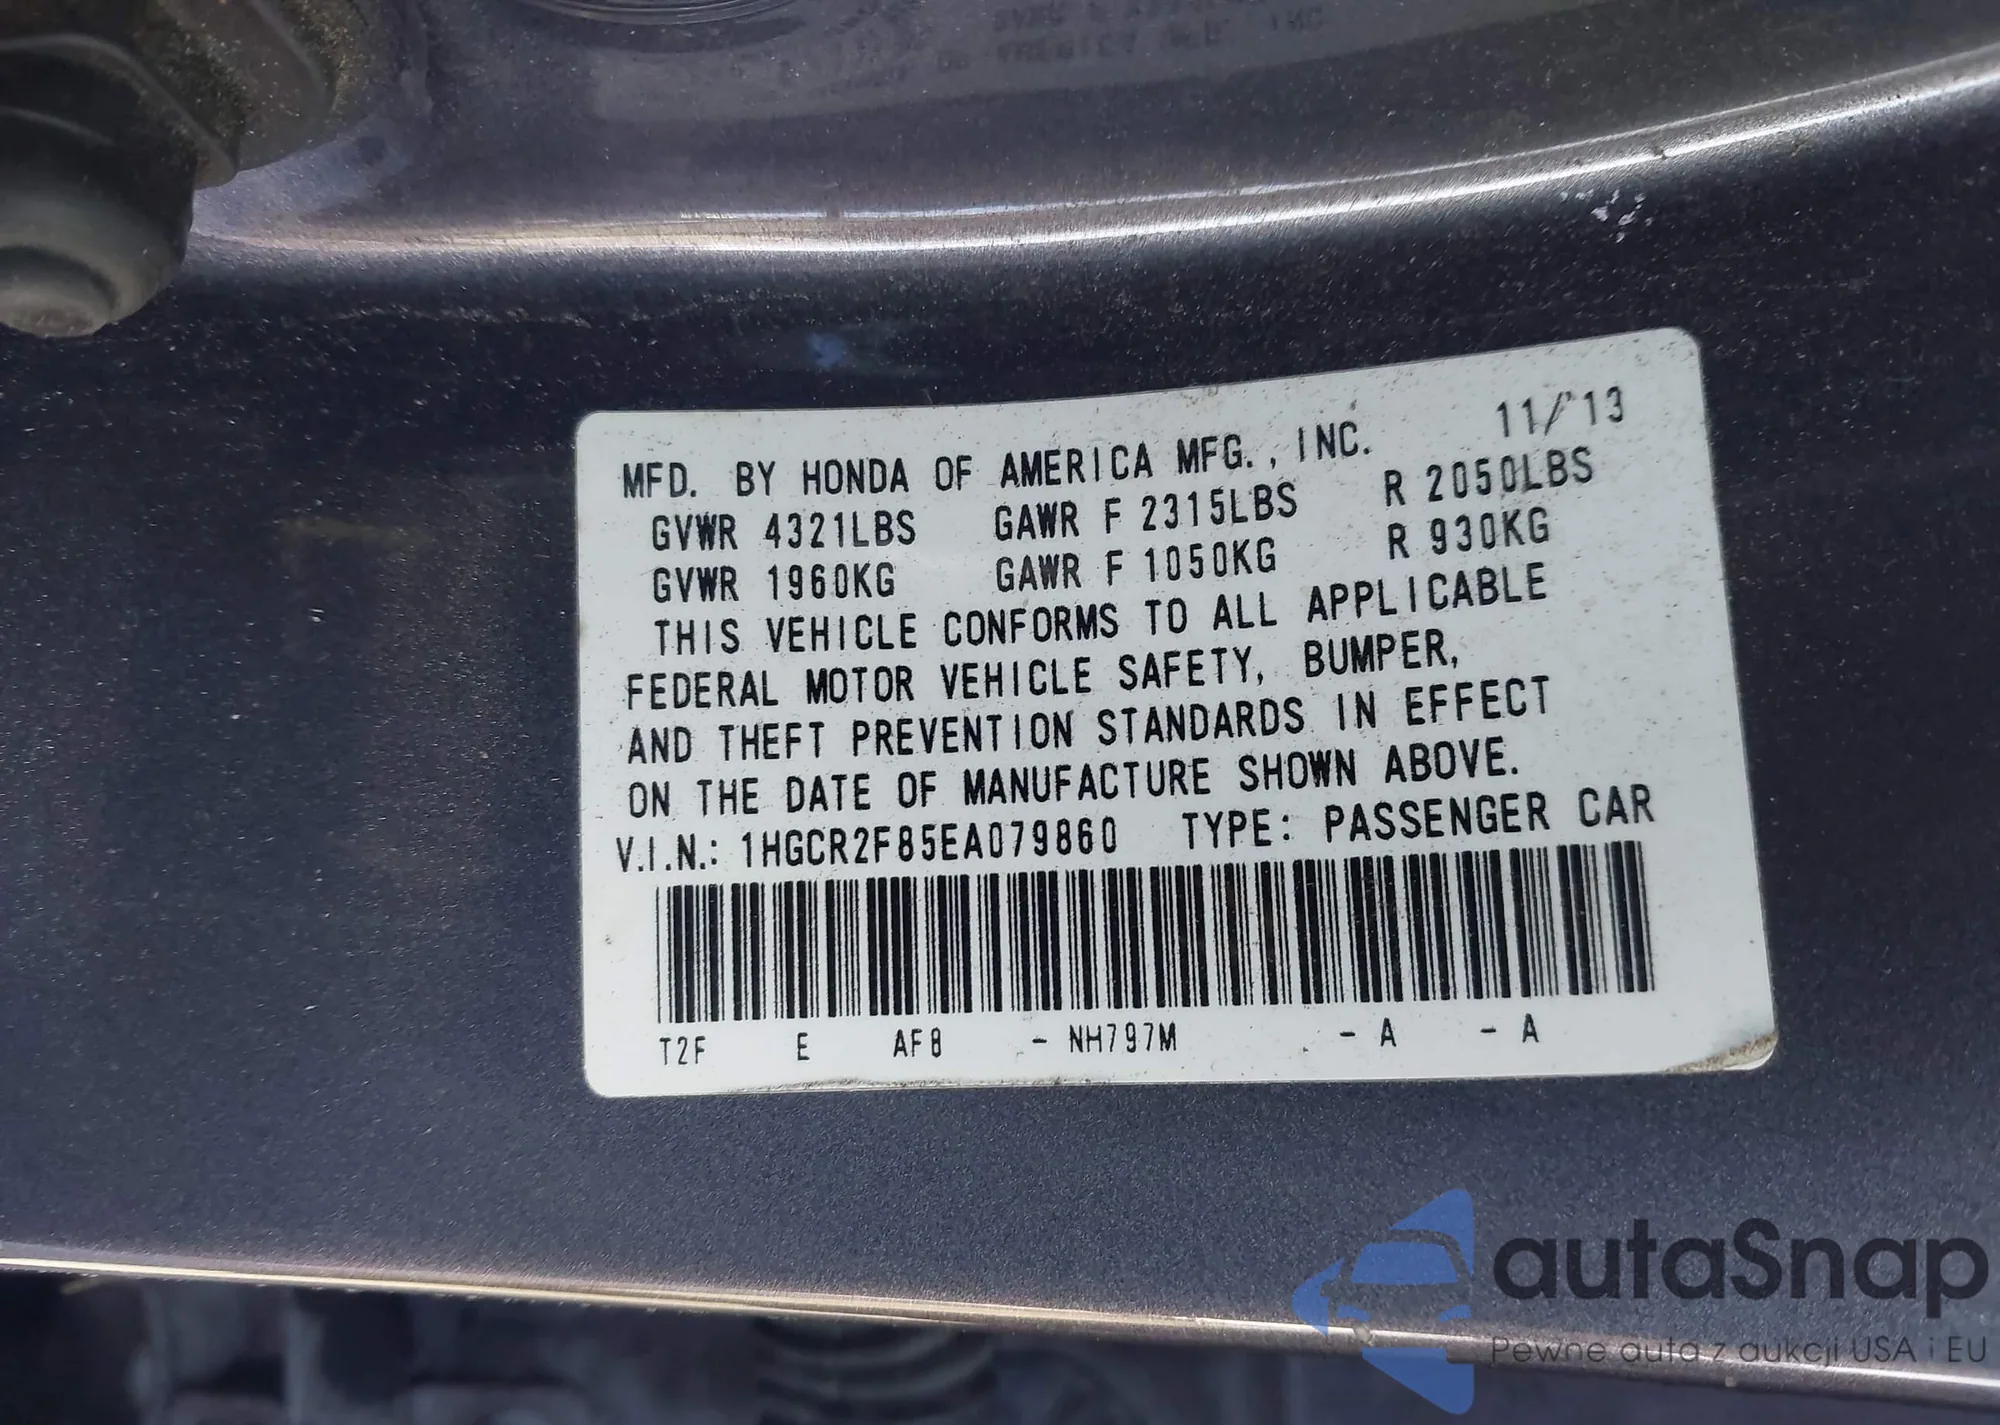 MFD. BY HONDA OF AMERICA MFG., INC. 11/'13
GVWR 4321LBS GAWR F 2315LBS R 2050LBS
GVWR 1960KG GAWR F 1050KG R 930KG
THIS VEHICLE CONFORMS TO ALL APPLICABLE
FEDERAL MOTOR VEHICLE SAFETY, BUMPER,
AND THEFT PREVENTION STANDARDS IN EFFECT
ON THE DATE OF MANUFACTURE SHOWN ABOVE.
V.I.N.: 1HGCR2F85EA079860 TYPE: PASSENGER CAR
T2F E AF8 - NH797M - A - A
autaSnap
Pewne auta z aukcji USA i EU